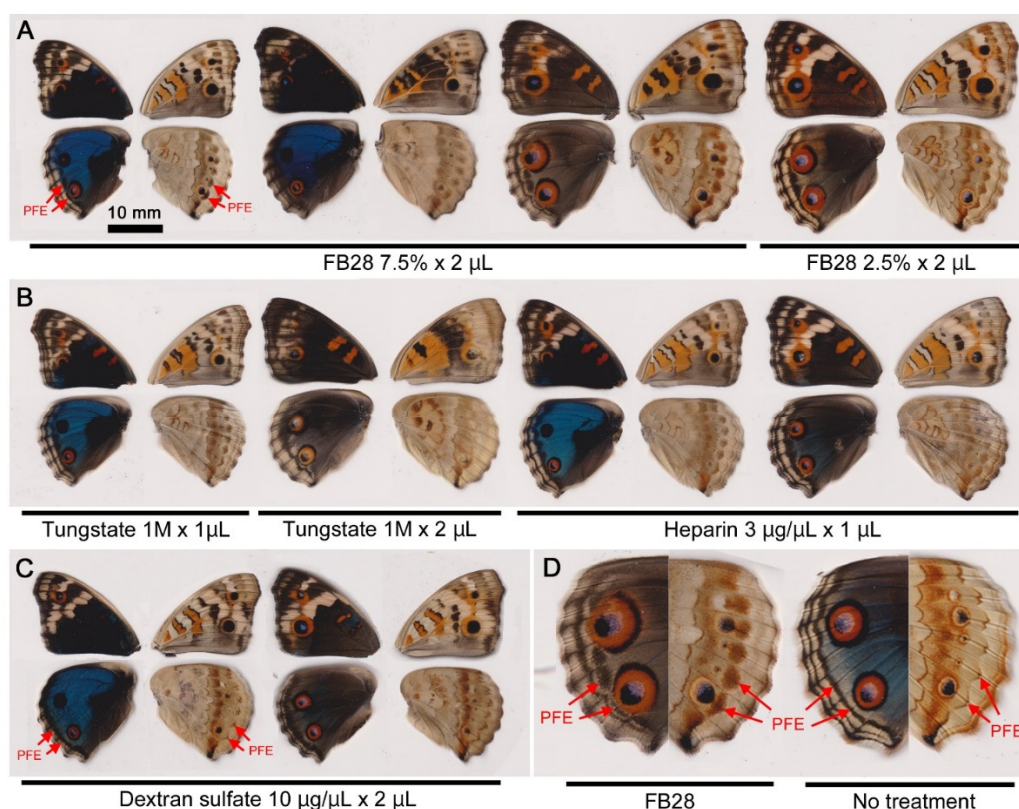 A
PFE
10 mm
PFE
FB28 7.5% x 2 µL
FB28 2.5% x 2 µL
B
Tungstate 1M x 1µL
Tungstate 1M x 2 µL
Heparin 3 µg/µL x 1 µL
C
PFE
PFE
Dextran sulfate 10 µg/µL x 2 µL
D
PFE
PFE
PFE
PFE
FB28
No treatment